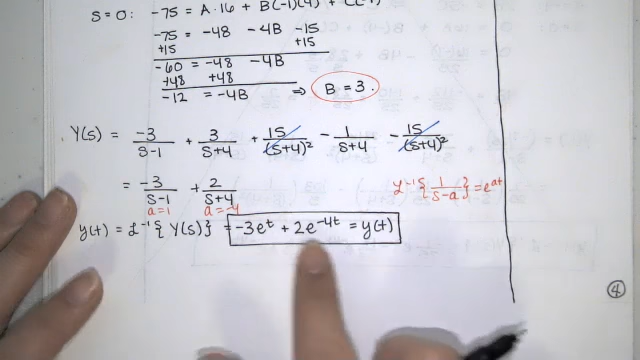 S=0: -75 = A·16 + B(-1)(4) + C(-1)
-75 = -48 -4B -15
+15 +15
-60 = -48 -4B
+48 +48
-12 = -4B ⇒ B = 3.
Y(s) = -3/(s-1) + 3/(s+4) + 15/(s+4)² - 1/(s+4) - 15/(s+4)²
= -3/(s-1) + 2/(s+4)
ℒ⁻¹{1/(s-a)} = e^{at}
a=1 a=-4
y(t) = ℒ⁻¹{Y(s)} = -3e^t + 2e^{-4t} = y(t)
4